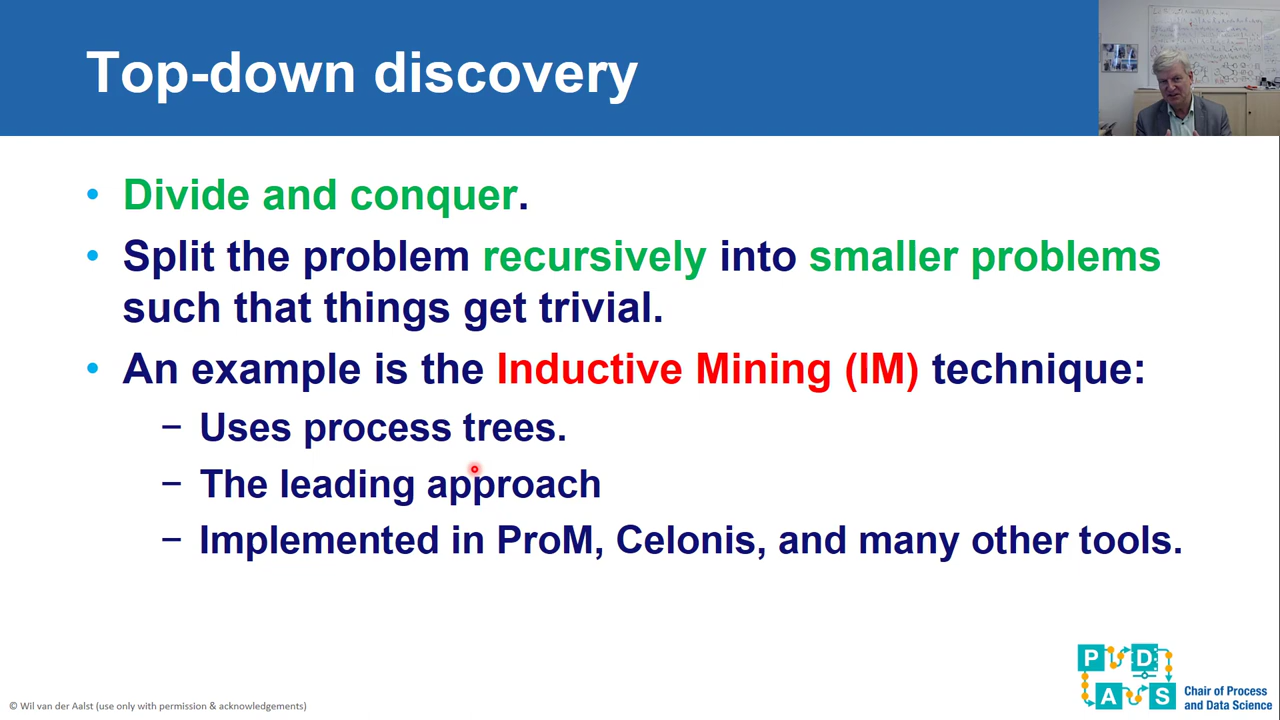 Top-down discovery
• Divide and conquer.
• Split the problem recursively into smaller problems
such that things get trivial.
• An example is the Inductive Mining (IM) technique:
− Uses process trees.
− The leading approach
− Implemented in ProM, Celonis, and many other tools.
P D
A S
Chair of Process
and Data Science
© Wil van der Aalst (use only with permission & acknowledgements)